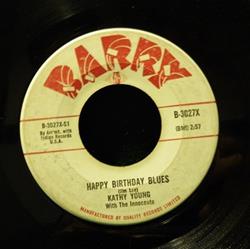 BARRY
B-3027X-S1
By Arr'm't. with
Indigo Records
U.S.A.
B-3027X
(BMI) 2:57
HAPPY BIRTHDAY BLUES
KATHY YOUNG
With The Innocents
MANUFACTURED BY QUALITY RECORDS LIMITED